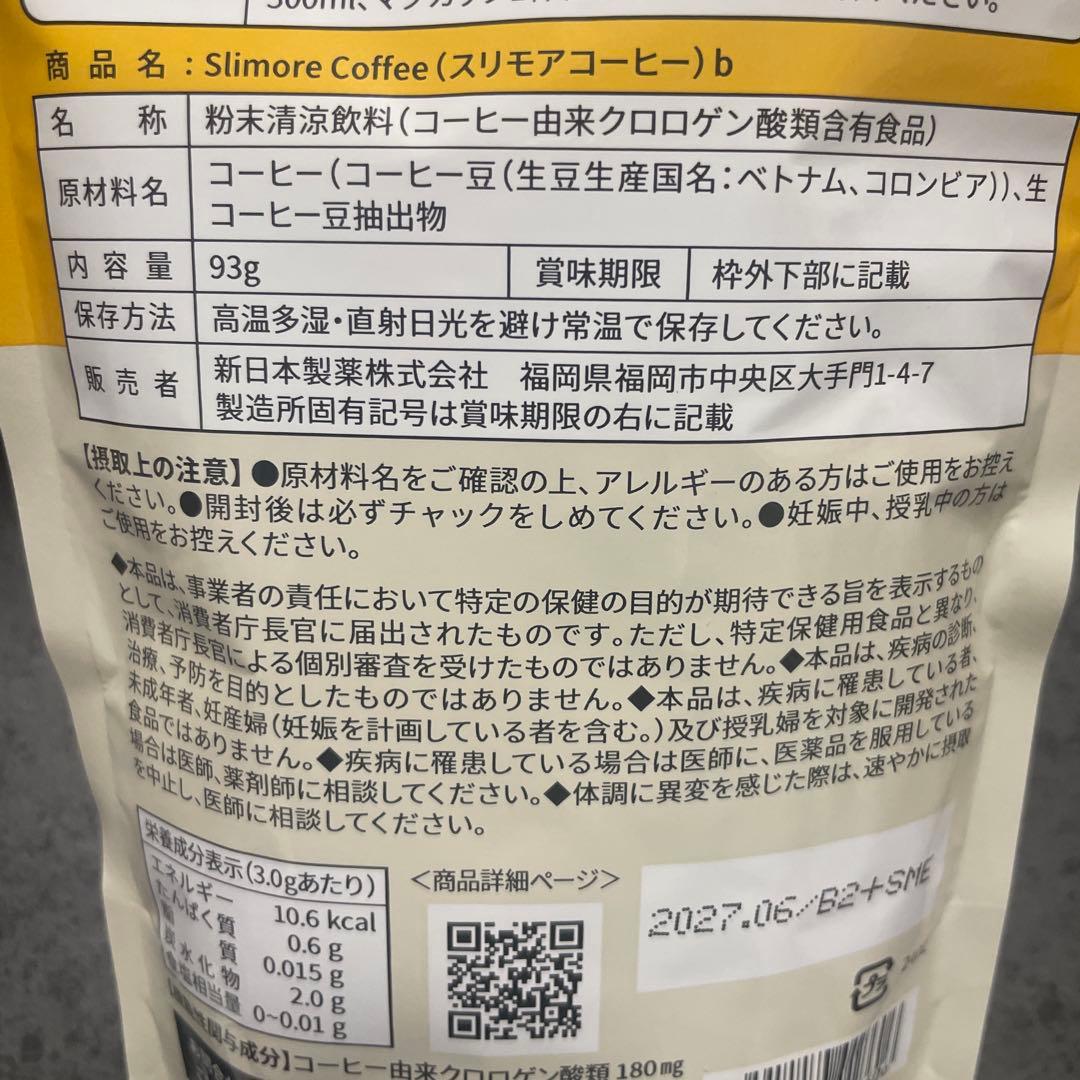 300ml、
商品名：Slimore Coffee（スリモアコーヒー）b
名称 粉末清涼飲料（コーヒー由来クロロゲン酸類含有食品）
原材料名 コーヒー（コーヒー豆（生豆生産国名：ベトナム、コロンビア））、生
コーヒー豆抽出物
内容量 93g 賞味期限 枠外下部に記載
保存方法 高温多湿・直射日光を避け常温で保存してください。
販売者 新日本製薬株式会社 福岡県福岡市中央区大手門1-4-7
製造所固有記号は賞味期限の右に記載
【摂取上の注意】●原材料名をご確認の上、アレルギーのある方はご使用をお控え
ください。●開封後は必ずチャックをしめてください。●妊娠中、授乳中の方は
ご使用をお控えください。
◆本品は、事業者の責任において特定の保健の目的が期待できる旨を表示するもの
として、消費者庁長官に届出されたものです。ただし、特定保健用食品と異なり、
消費者庁長官による個別審査を受けたものではありません。◆本品は、疾病の診断、
治療、予防を目的としたものではありません。◆本品は、疾病に罹患している者、
未成年者、妊産婦（妊娠を計画している者を含む。）及び授乳婦を対象に開発された
食品ではありません。◆疾病に罹患している場合は医師に、医薬品を服用している
場合は医師、薬剤師に相談してください。◆体調に異変を感じた際は、速やかに摂取
を中止し、医師に相談してください。
栄養成分表示（3.0gあたり）
エネルギー 10.6 kcal
たんぱく質 0.6 g
脂質 0.015 g
炭水化物 2.0 g
食塩相当量 0~0.01 g
＜商品詳細ページ＞
2027.06/B2+SME
プラ
関与成分】コーヒー由来クロロゲン酸類 180mg